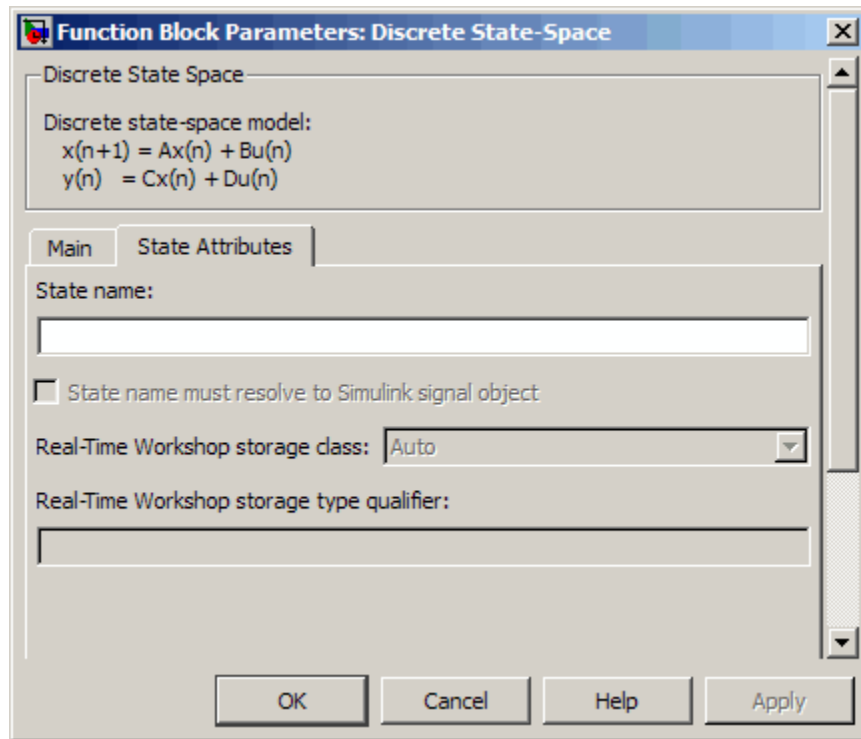 Function Block Parameters: Discrete State-Space
Discrete State Space
Discrete state-space model:
x(n+1) = Ax(n) + Bu(n)
y(n) = Cx(n) + Du(n)
Main State Attributes
State name:
State name must resolve to Simulink signal object
Real-Time Workshop storage class: Auto
Real-Time Workshop storage type qualifier:
OK Cancel Help Apply